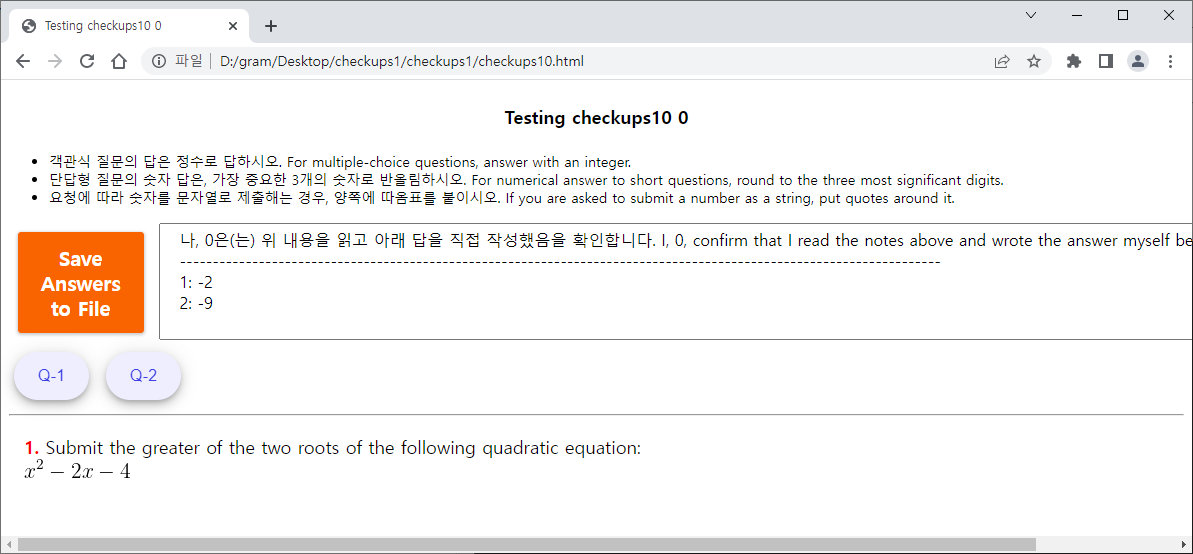 Testing checkups10 0
파일 | D:/gram/Desktop/checkups1/checkups1/checkups10.html
Testing checkups10 0
• 객관식 질문의 답은 정수로 답하시오. For multiple-choice questions, answer with an integer.
• 단답형 질문의 숫자 답은, 가장 중요한 3개의 숫자로 반올림하시오. For numerical answer to short questions, round to the three most significant digits.
• 요청에 따라 숫자를 문자열로 제출해는 경우, 양쪽에 따옴표를 붙이시오. If you are asked to submit a number as a string, put quotes around it.
Save
Answers
to File
나, 0은(는) 위 내용을 읽고 아래 답을 직접 작성했음을 확인합니다. I, 0, confirm that I read the notes above and wrote the answer myself be
--------------------------------------------------------------------------------------------------------------------
1: -2
2: -9
Q-1 Q-2
1. Submit the greater of the two roots of the following quadratic equation:
x² − 2x − 4